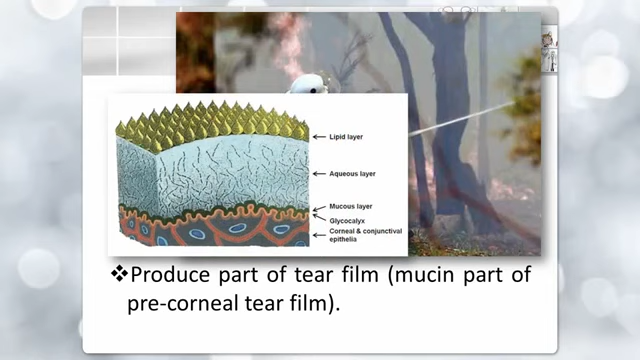 Lipid layer
Aqueous layer
Mucous layer
Glycocalyx
Corneal & conjunctival
epithelia
❖Produce part of tear film (mucin part of
pre-corneal tear film).